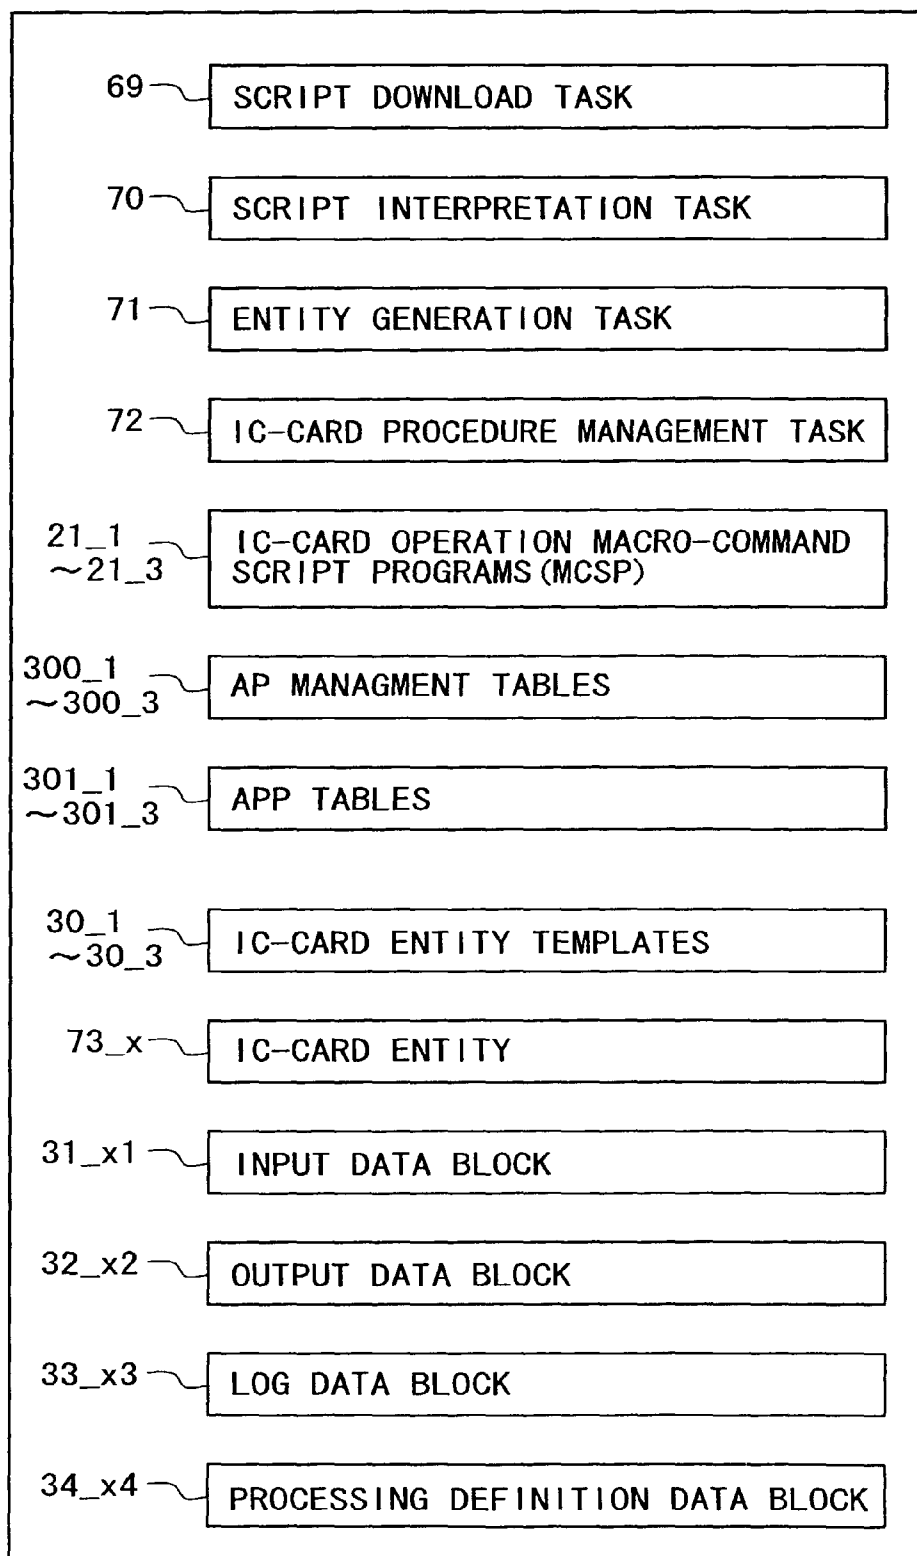 69 SCRIPT DOWNLOAD TASK
70 SCRIPT INTERPRETATION TASK
71 ENTITY GENERATION TASK
72 IC-CARD PROCEDURE MANAGEMENT TASK
21_1
~21_3
IC-CARD OPERATION MACRO-COMMAND
SCRIPT PROGRAMS(MCSP)
300_1
~300_3
AP MANAGMENT TABLES
301_1
~301_3
APP TABLES
30_1
~30_3
IC-CARD ENTITY TEMPLATES
73_x IC-CARD ENTITY
31_x1 INPUT DATA BLOCK
32_x2 OUTPUT DATA BLOCK
33_x3 LOG DATA BLOCK
34_x4 PROCESSING DEFINITION DATA BLOCK